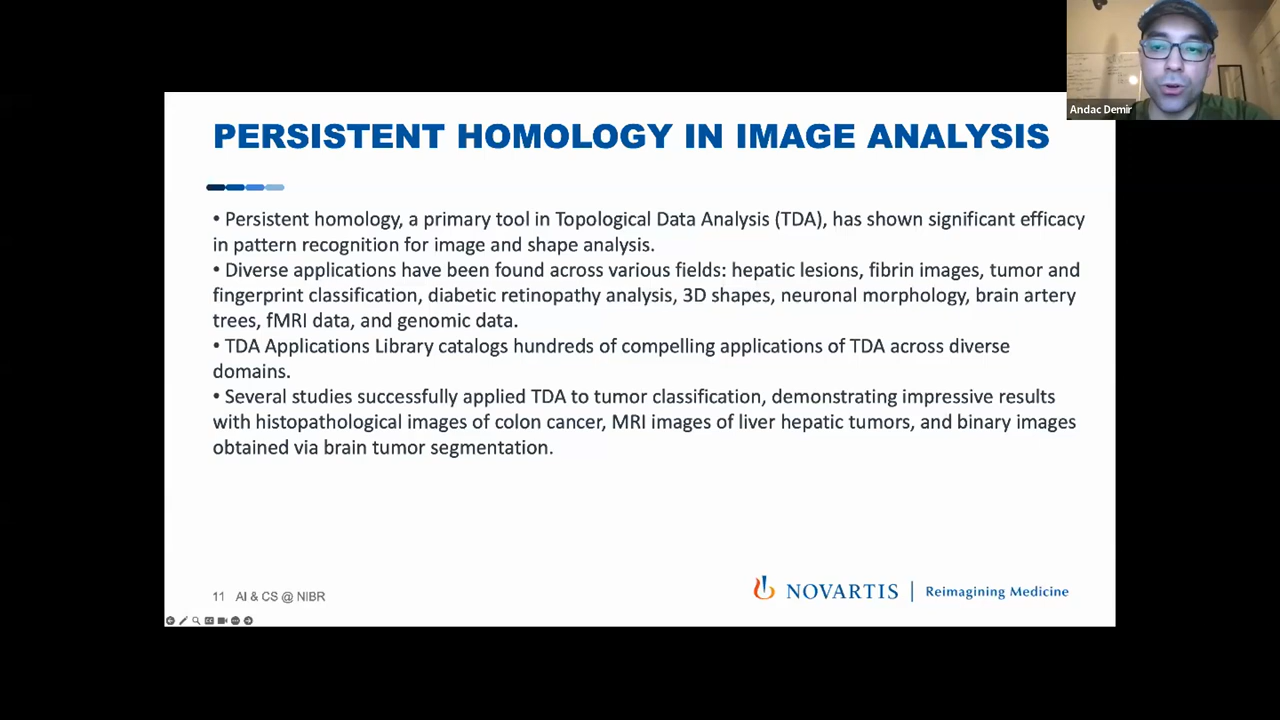 Andac Demir
PERSISTENT HOMOLOGY IN IMAGE ANALYSIS
• Persistent homology, a primary tool in Topological Data Analysis (TDA), has shown significant efficacy
in pattern recognition for image and shape analysis.
• Diverse applications have been found across various fields: hepatic lesions, fibrin images, tumor and
fingerprint classification, diabetic retinopathy analysis, 3D shapes, neuronal morphology, brain artery
trees, fMRI data, and genomic data.
• TDA Applications Library catalogs hundreds of compelling applications of TDA across diverse
domains.
• Several studies successfully applied TDA to tumor classification, demonstrating impressive results
with histopathological images of colon cancer, MRI images of liver hepatic tumors, and binary images
obtained via brain tumor segmentation.
11 AI & CS @ NIBR
NOVARTIS | Reimagining Medicine